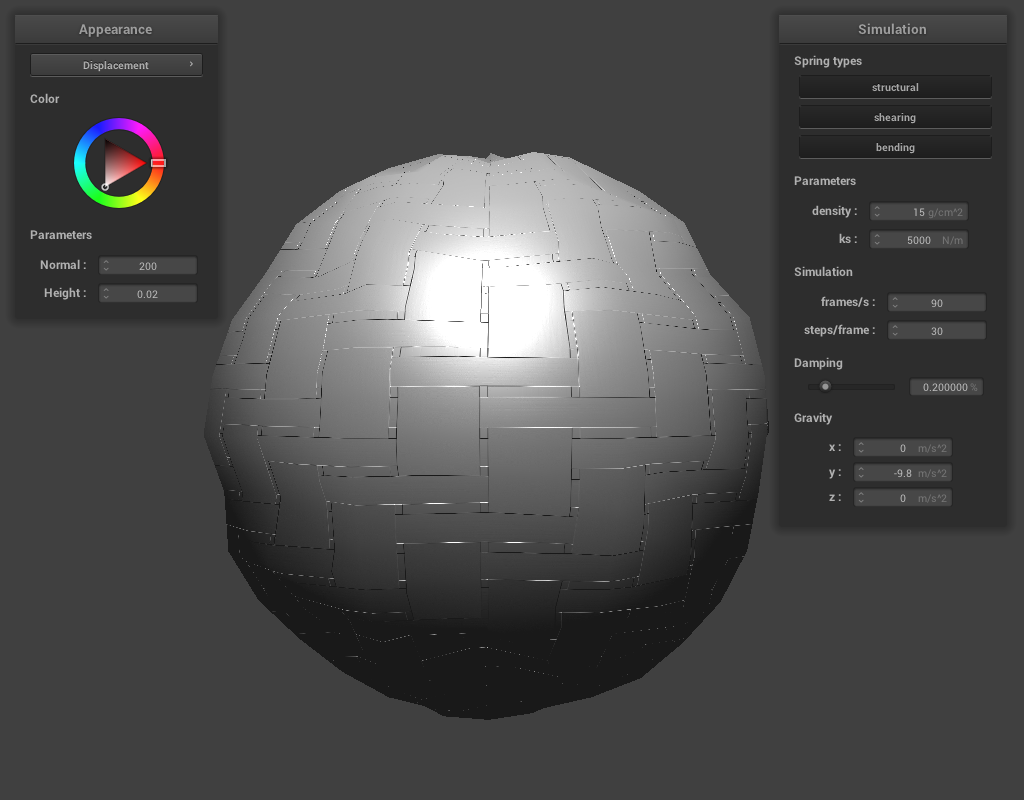 Appearance
Displacement
Color
Parameters
Normal : 200
Height : 0.02
Simulation
Spring types
structural
shearing
bending
Parameters
density : 15 g/cm^2
ks : 5000 N/m
Simulation
frames/s : 90
steps/frame : 30
Damping
0.200000 %
Gravity
x : 0 m/s^2
y : -9.8 m/s^2
z : 0 m/s^2